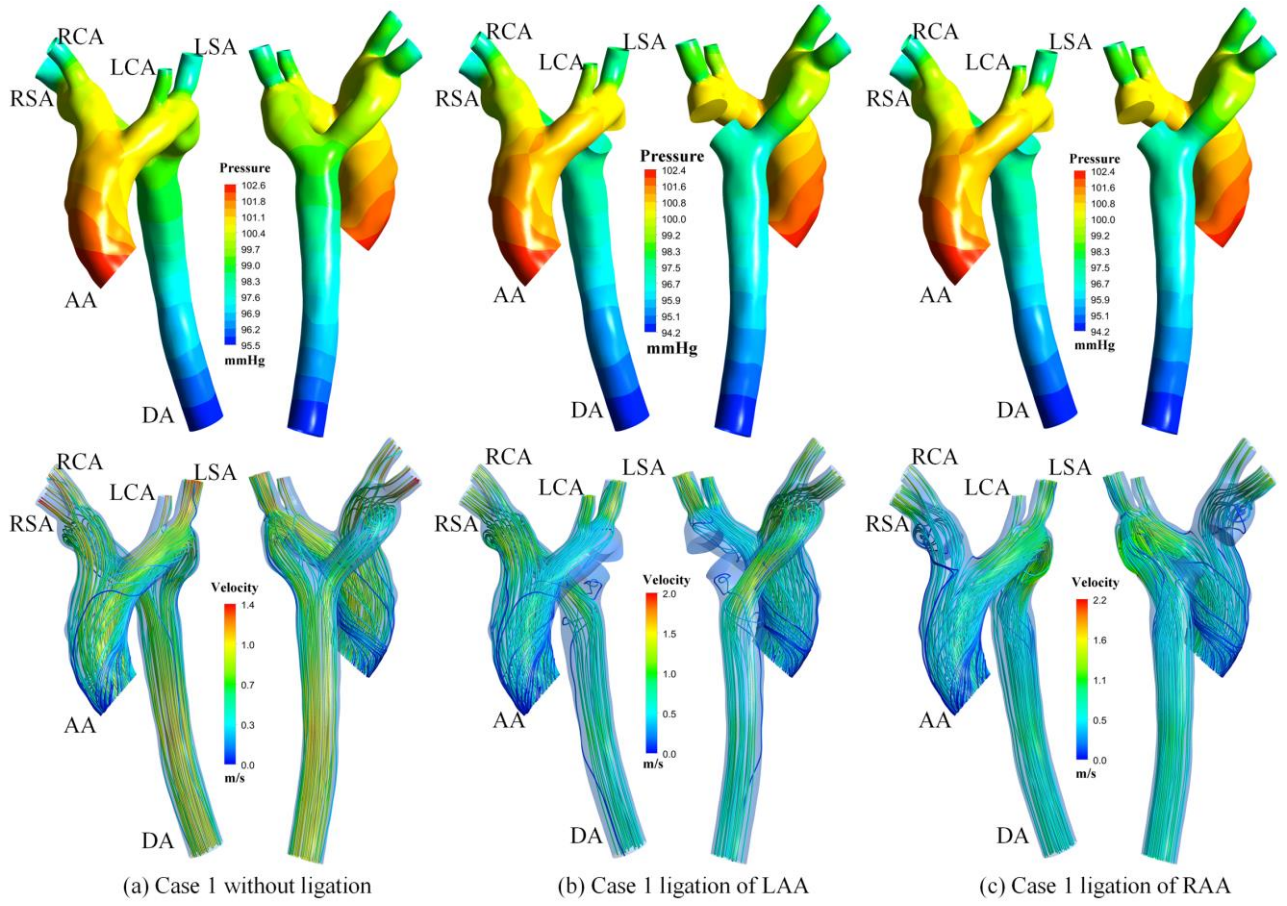 RCA
LCA
LSA
RSA
Pressure
102.6
101.8
101.1
100.4
99.7
99.0
98.3
97.6
96.9
96.2
95.5
mmHg
AA
DA
RCA
LCA
LSA
RSA
Pressure
102.4
101.6
100.8
100.0
99.2
98.3
97.5
96.7
95.9
95.1
94.2
mmHg
AA
DA
RCA
LCA
LSA
RSA
Pressure
102.4
101.6
100.8
100.0
99.2
98.3
97.5
96.7
95.9
95.1
94.2
mmHg
AA
DA
RCA
LCA
LSA
RSA
Velocity
1.4
1.0
0.7
0.3
0.0
m/s
AA
DA
(a) Case 1 without ligation
RCA
LCA
LSA
RSA
Velocity
2.0
1.5
1.0
0.5
0.0
m/s
AA
DA
(b) Case 1 ligation of LAA
RCA
LCA
LSA
RSA
Velocity
2.2
1.6
1.1
0.5
0.0
m/s
AA
DA
(c) Case 1 ligation of RAA